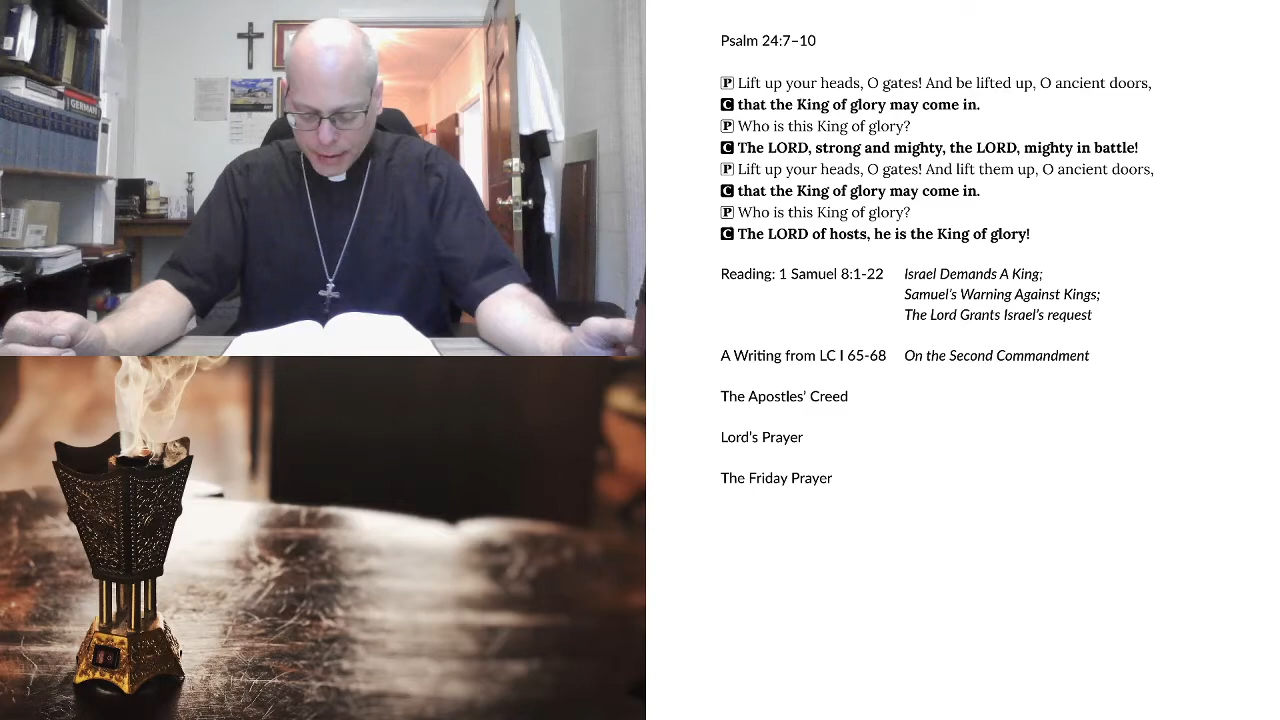 GERMAN
Psalm 24:7–10
P Lift up your heads, O gates! And be lifted up, O ancient doors,
C that the King of glory may come in.
P Who is this King of glory?
C The LORD, strong and mighty, the LORD, mighty in battle!
P Lift up your heads, O gates! And lift them up, O ancient doors,
C that the King of glory may come in.
P Who is this King of glory?
C The LORD of hosts, he is the King of glory!
Reading: 1 Samuel 8:1-22 Israel Demands A King;
Samuel's Warning Against Kings;
The Lord Grants Israel's request
A Writing from LC I 65-68 On the Second Commandment
The Apostles' Creed
Lord's Prayer
The Friday Prayer